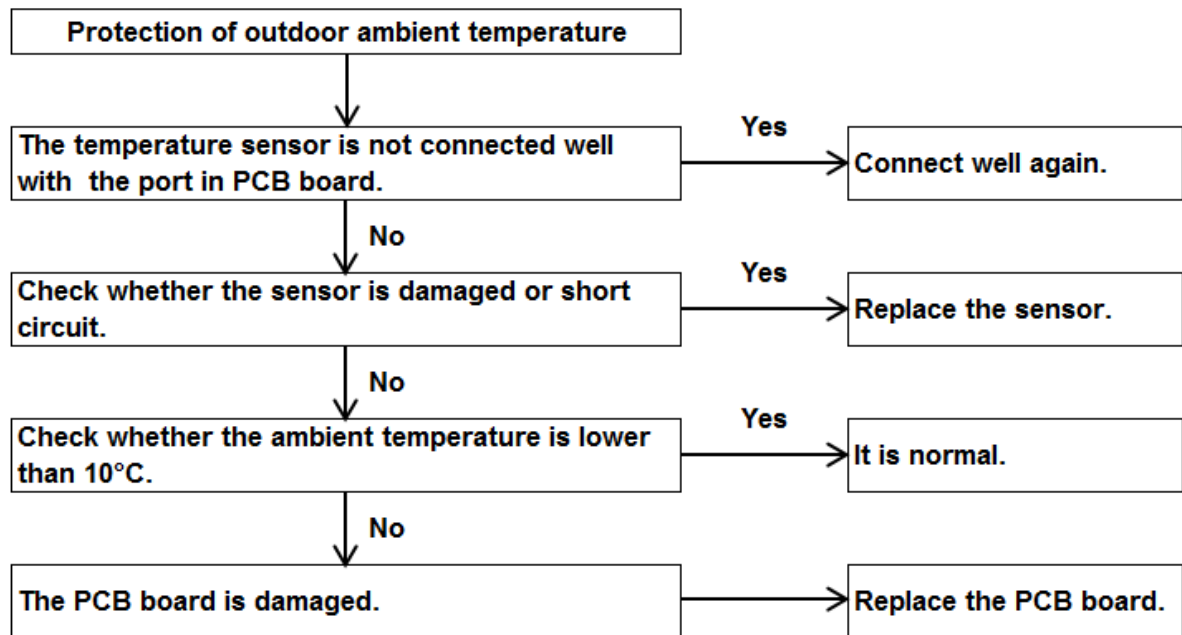 Protection of outdoor ambient temperature
The temperature sensor is not connected well
with the port in PCB board.
Yes
Connect well again.
No
Check whether the sensor is damaged or short
circuit.
Yes
Replace the sensor.
No
Check whether the ambient temperature is lower
than 10°C.
Yes
It is normal.
No
The PCB board is damaged.
Replace the PCB board.